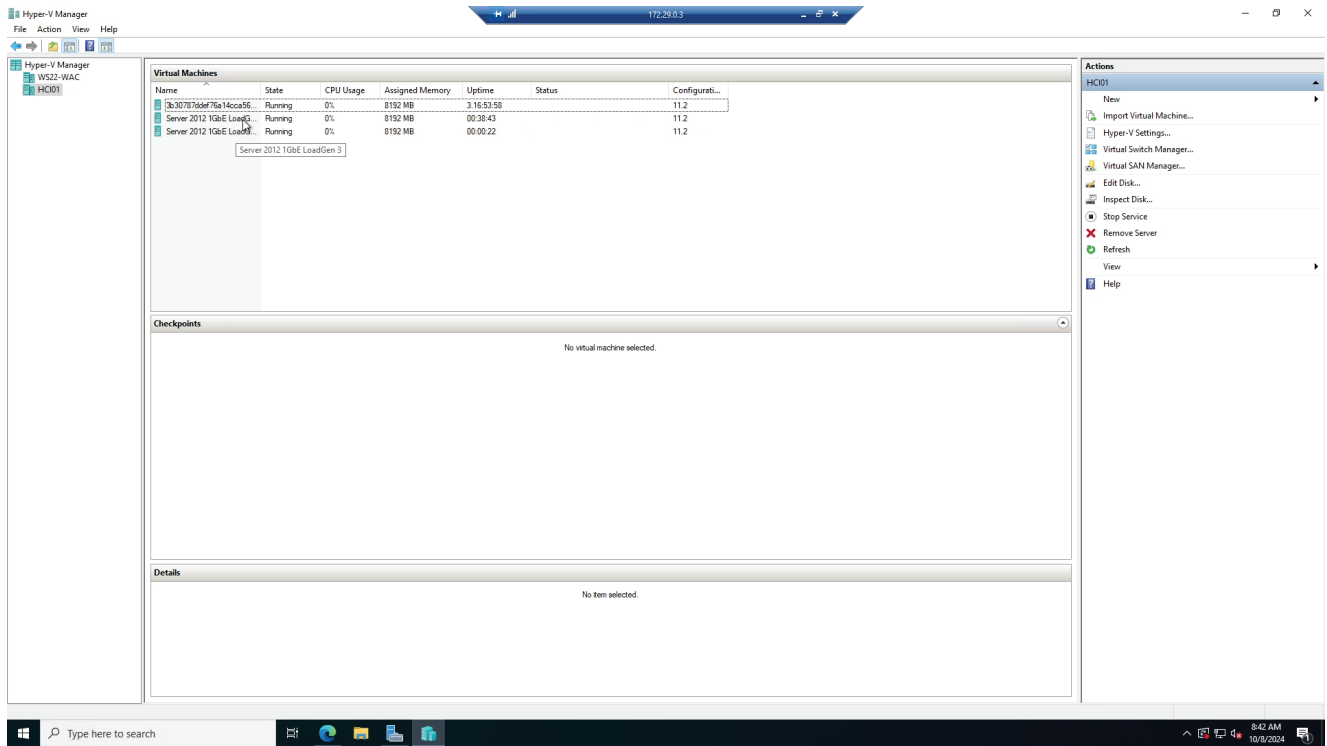 Hyper-V Manager
172.29.0.3
File Action View Help
Hyper-V Manager
WS22-WAC
HCI01
Virtual Machines
Name State CPU Usage Assigned Memory Uptime Status Configurati...
3b30787ddef76a14cca56... Running 0% 8192 MB 3.16:53:58 11.2
Server 2012 1GbE LoadG... Running 0% 8192 MB 00:38:43 11.2
Server 2012 1GbE LoadG... Running 0% 8192 MB 00:00:22 11.2
Server 2012 1GbE LoadGen 3
Checkpoints
No virtual machine selected.
Details
No item selected.
Actions
HCI01
New
Import Virtual Machine...
Hyper-V Settings...
Virtual Switch Manager...
Virtual SAN Manager...
Edit Disk...
Inspect Disk...
Stop Service
Remove Server
Refresh
View
Help
Type here to search
8:42 AM
10/8/2024
1